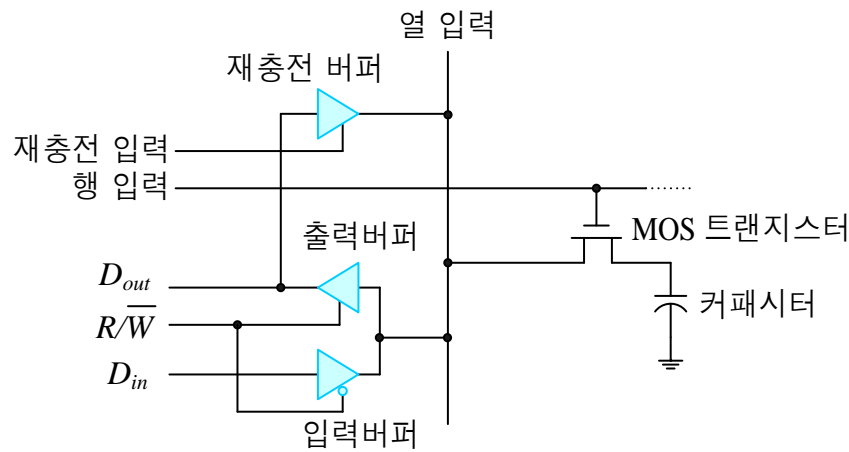 열 입력
재충전 버퍼
재충전 입력
행 입력
MOS 트랜지스터
출력버퍼
D_out
커패시터
R/W̅
D_in
입력버퍼